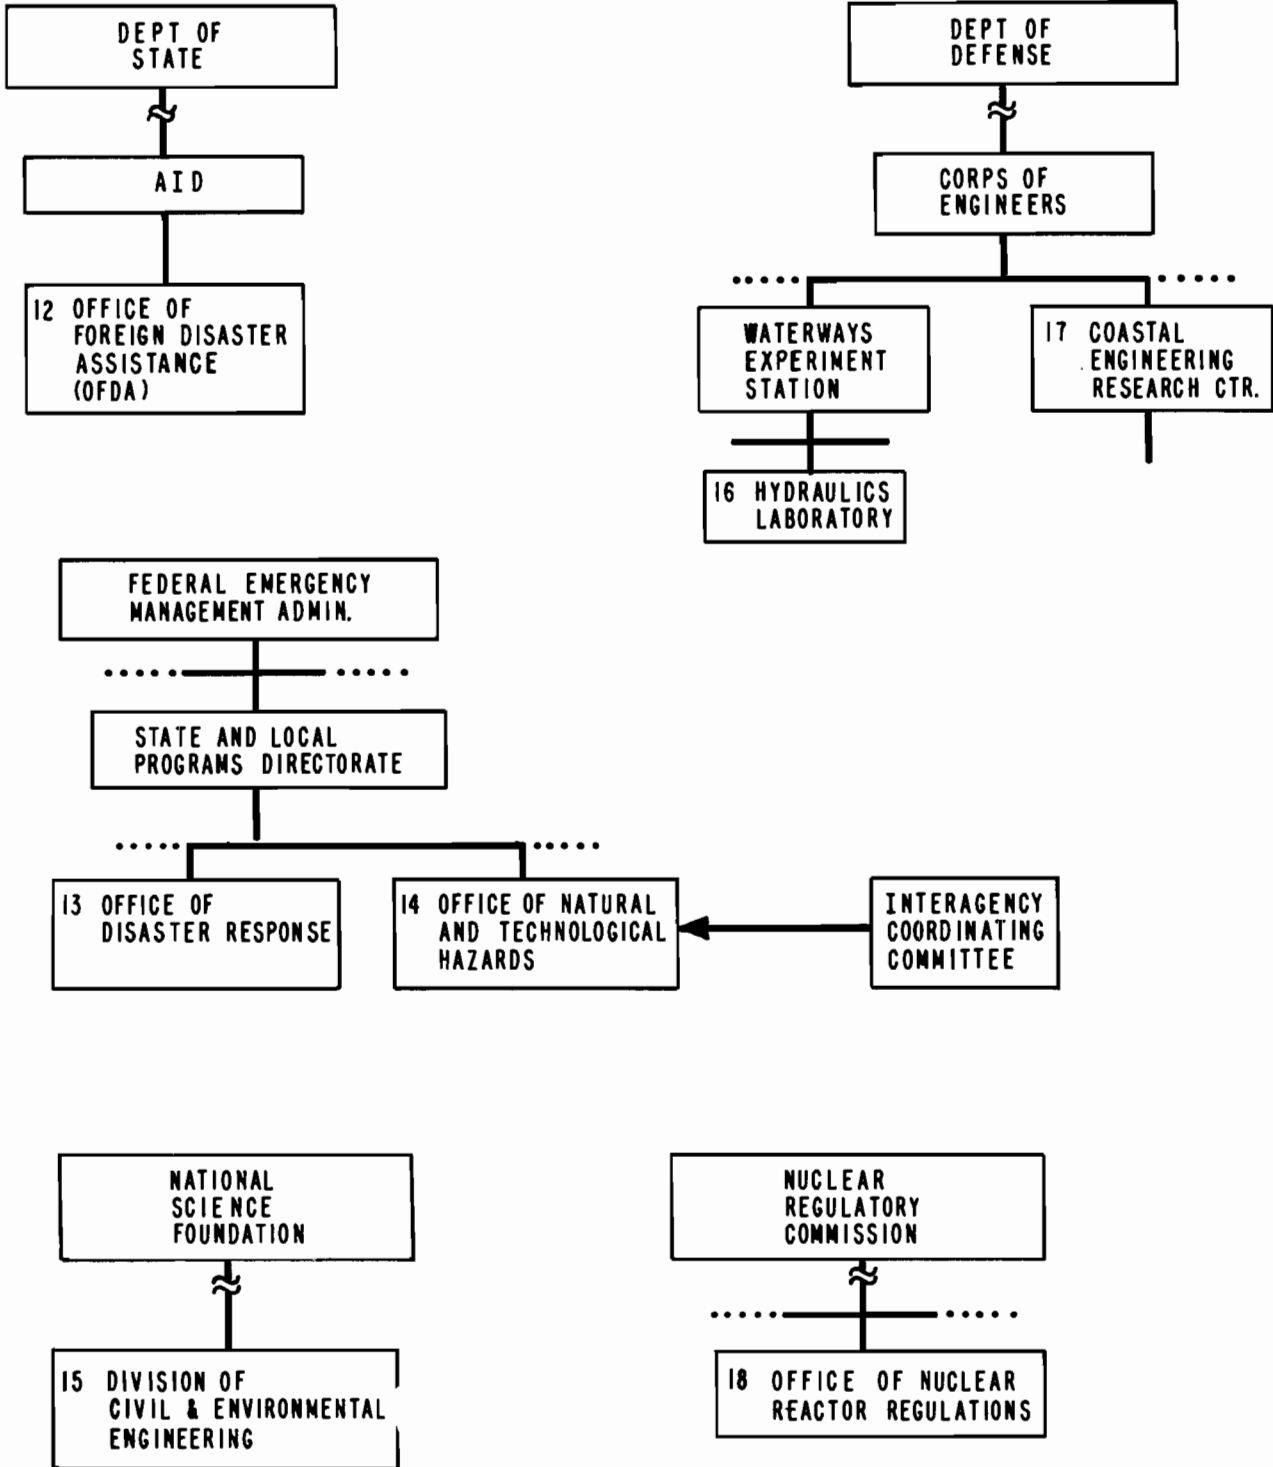 DEPT OF
STATE
AID
12 OFFICE OF
FOREIGN DISASTER
ASSISTANCE
(OFDA)
DEPT OF
DEFENSE
CORPS OF
ENGINEERS
WATERWAYS
EXPERIMENT
STATION
17 COASTAL
ENGINEERING
RESEARCH CTR.
16 HYDRAULICS
LABORATORY
FEDERAL EMERGENCY
MANAGEMENT ADMIN.
STATE AND LOCAL
PROGRAMS DIRECTORATE
13 OFFICE OF
DISASTER RESPONSE
14 OFFICE OF NATURAL
AND TECHNOLOGICAL
HAZARDS
INTERAGENCY
COORDINATING
COMMITTEE
NATIONAL
SCIENCE
FOUNDATION
15 DIVISION OF
CIVIL & ENVIRONMENTAL
ENGINEERING
NUCLEAR
REGULATORY
COMMISSION
18 OFFICE OF NUCLEAR
REACTOR REGULATIONS